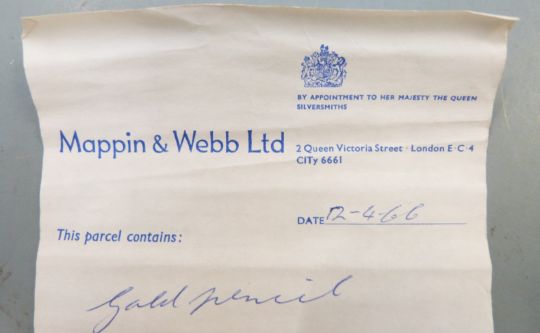 BY APPOINTMENT TO HER MAJESTY THE QUEEN
SILVERSMITHS
Mappin & Webb Ltd
2 Queen Victoria Street · London E·C·4
CITy 6661
DATE 12-4-66
This parcel contains:
Gold pencil